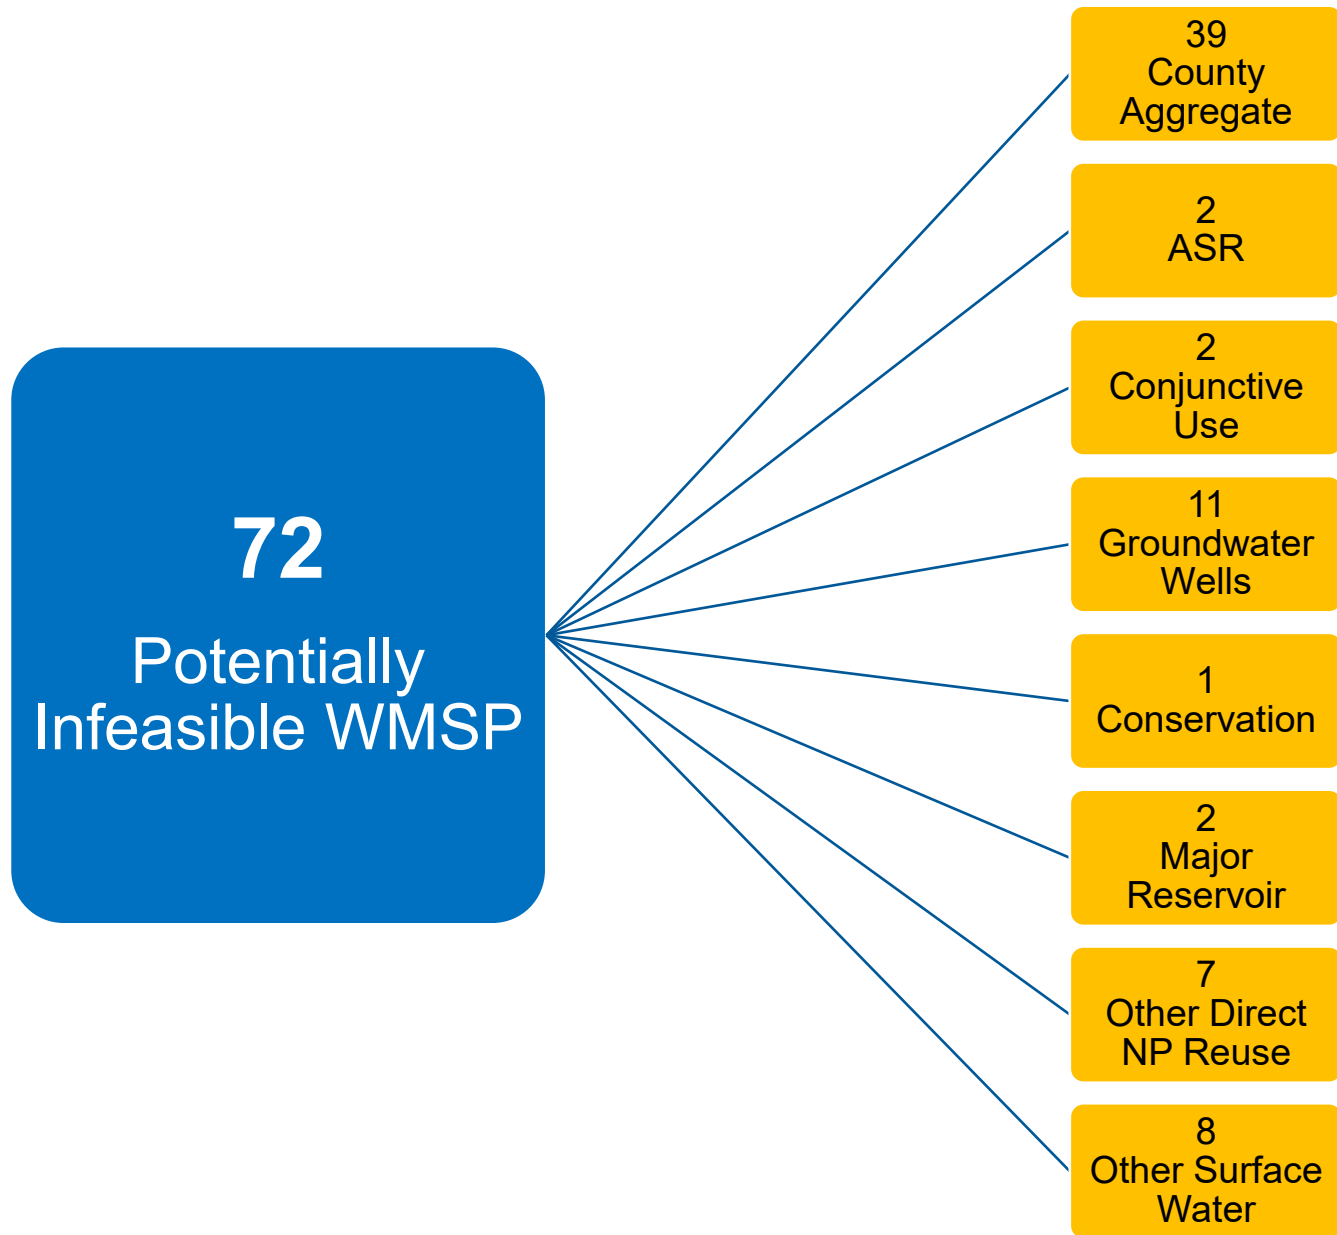 72
Potentially
Infeasible WMSP
39
County
Aggregate
2
ASR
2
Conjunctive
Use
11
Groundwater
Wells
1
Conservation
2
Major
Reservoir
7
Other Direct
NP Reuse
8
Other Surface
Water